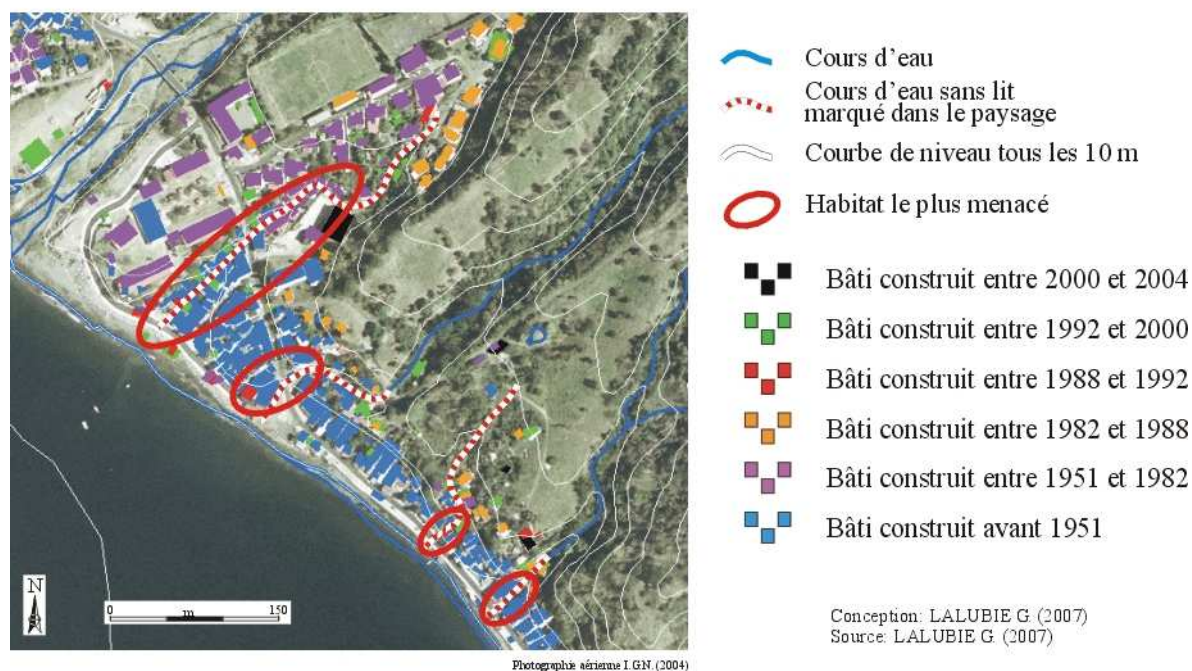 Cours d'eau
Cours d'eau sans lit
marqué dans le paysage
Courbe de niveau tous les 10 m
Habitat le plus menacé
Bâti construit entre 2000 et 2004
Bâti construit entre 1992 et 2000
Bâti construit entre 1988 et 1992
Bâti construit entre 1982 et 1988
Bâti construit entre 1951 et 1982
Bâti construit avant 1951
N
0 150
m
Conception: LALUBIE G. (2007)
Source: LALUBIE G. (2007)
Photographie aérienne I.G.N. (2004)